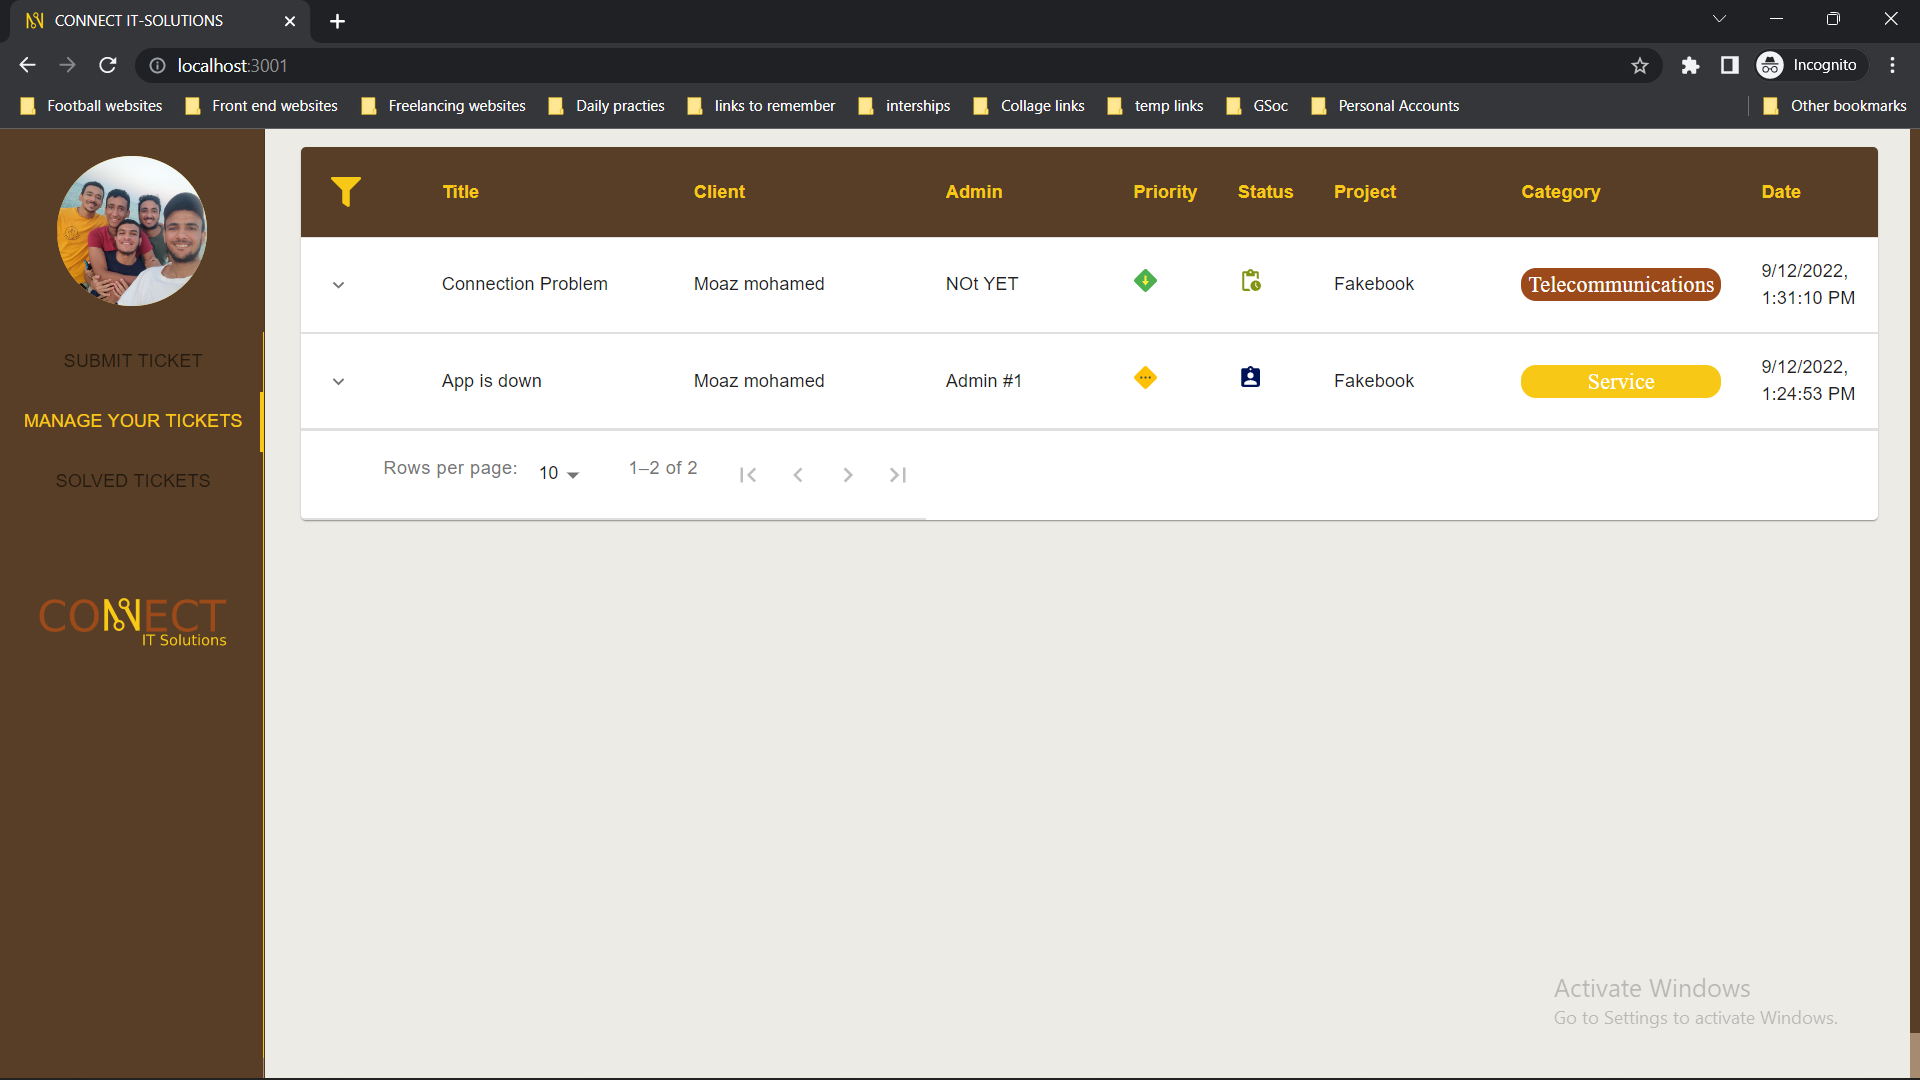 CONNECT IT-SOLUTIONS
localhost:3001
Incognito
Football websites
Front end websites
Freelancing websites
Daily practies
links to remember
interships
Collage links
temp links
GSoc
Personal Accounts
Other bookmarks
SUBMIT TICKET
MANAGE YOUR TICKETS
SOLVED TICKETS
CONNECT
IT Solutions
Title Client Admin Priority Status Project Category Date
Connection Problem Moaz mohamed NOt YET Fakebook Telecommunications 9/12/2022,
1:31:10 PM
App is down Moaz mohamed Admin #1 Fakebook Service 9/12/2022,
1:24:53 PM
Rows per page: 10 1–2 of 2
Activate Windows
Go to Settings to activate Windows.